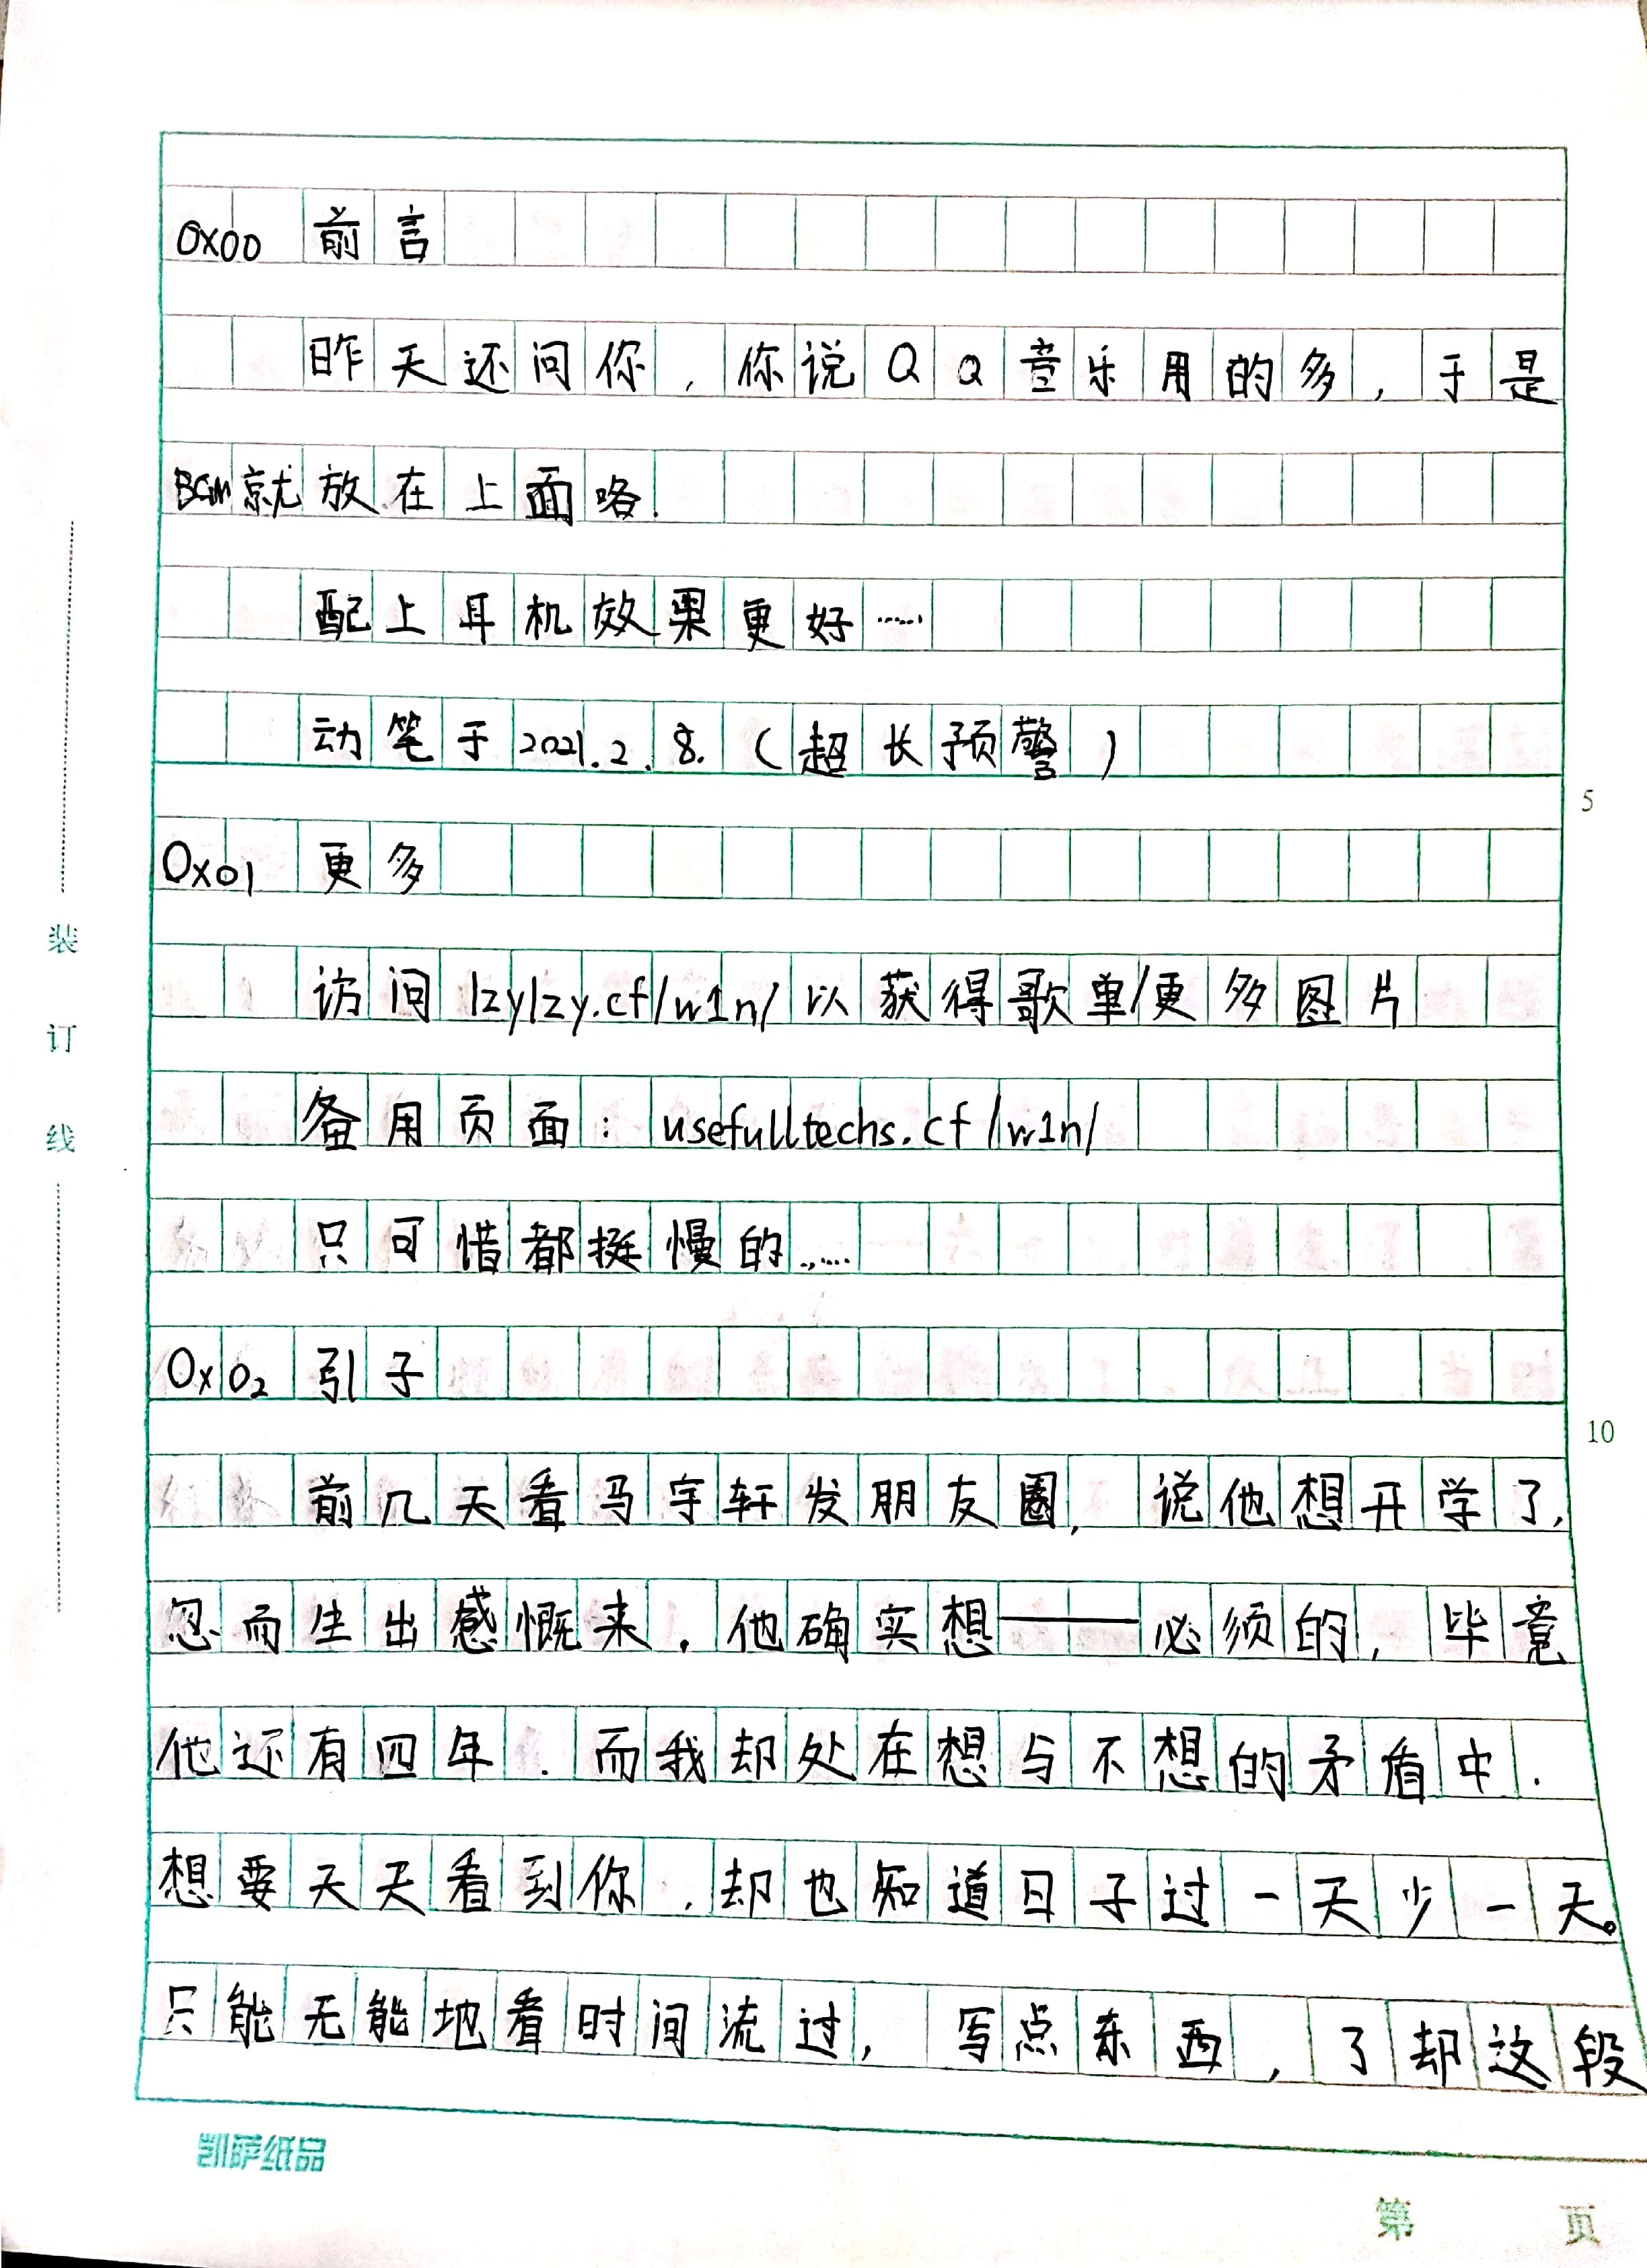 0x00 前言
昨天还问你,你说QQ音乐用的多,于是
BGM就放在上面咯.
配上耳机效果更好……
动笔于2021.2.8.(超长预警)
5
0x01 更多
访问 lzylzy.cf/w1n/ 以获得歌单/更多图片
备用页面: usefulltechs.cf/w1n/
只可惜都挺慢的……
0x02 引子
10
前几天看马宇轩发朋友圈,说他想开学了,
忽而生出感慨来.他确实想——必须的,毕竟
他还有四年.而我却处在想与不想的矛盾中.
想要天天看到你,却也知道日子过一天少一天。
只能无能地看时间流过,写点东西,了却这段
装订线
凯萨纸品
第 页